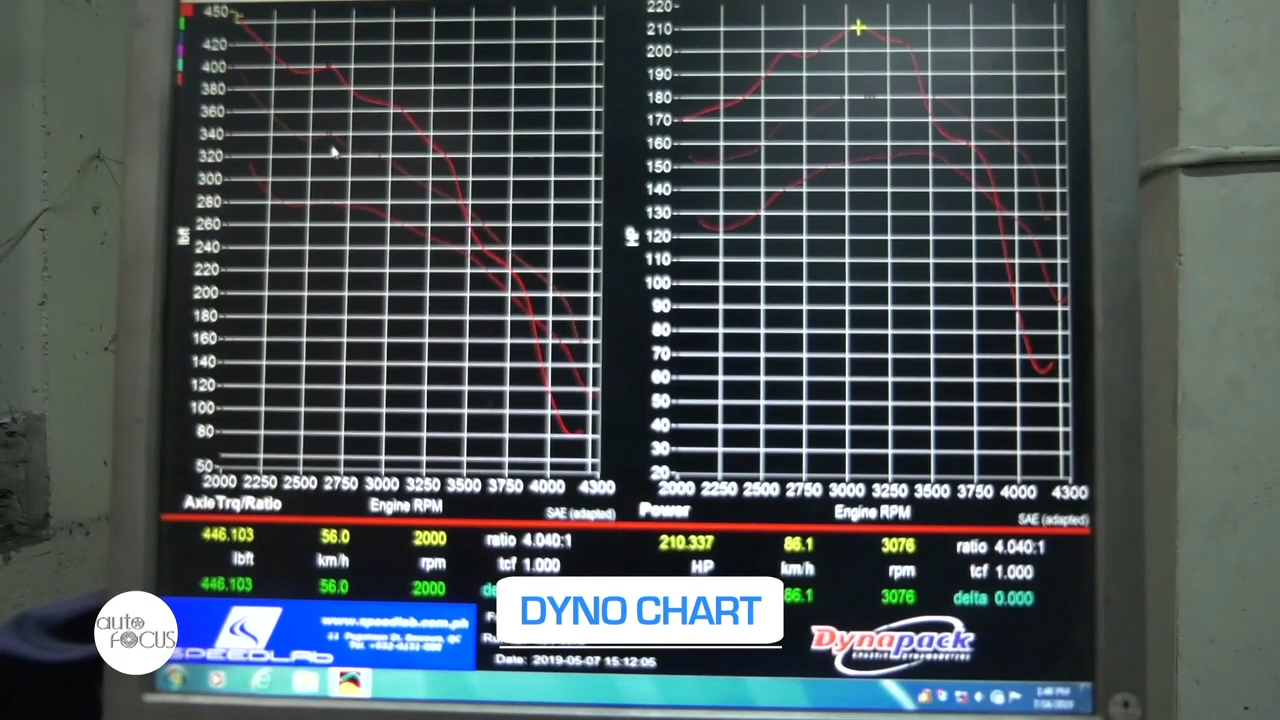 450
420
400
380
360
340
320
300
280
260
240
220
200
180
160
140
120
100
80
50
lbft
2000 2250 2500 2750 3000 3250 3500 3750 4000 4300
Axle Trq/Ratio Engine RPM SAE (adapted)
220
210
200
190
180
170
160
150
140
130
120
110
100
90
80
70
60
50
40
30
20
HP
2000 2250 2500 2750 3000 3250 3500 3750 4000 4300
Power Engine RPM SAE (adapted)
446.103 56.0 2000 ratio 4.040:1
lbft km/h rpm tcf 1.000
446.103 56.0 2000
210.337 86.1 3076 ratio 4.040:1
HP km/h rpm tcf 1.000
86.1 3076 delta 0.000
DYNO CHART
auto
FOCUS
www.speedlab.com.ph
SPEEDLAB
Date: 2019-05-07 15:12:05
Dynapack
CHASSIS DYNAMOMETERS